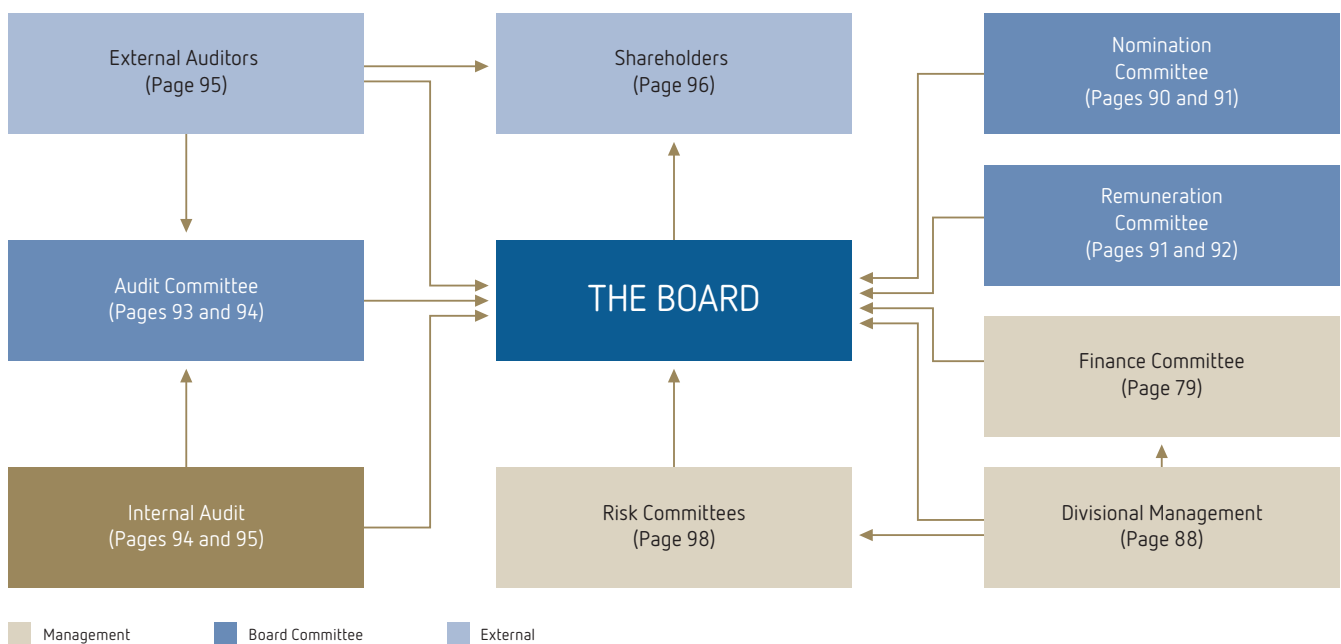 External Auditors
(Page 95)
Shareholders
(Page 96)
Nomination
Committee
(Pages 90 and 91)
Remuneration
Committee
(Pages 91 and 92)
Audit Committee
(Pages 93 and 94)
THE BOARD
Finance Committee
(Page 79)
Internal Audit
(Pages 94 and 95)
Risk Committees
(Page 98)
Divisional Management
(Page 88)
Management
Board Committee
External